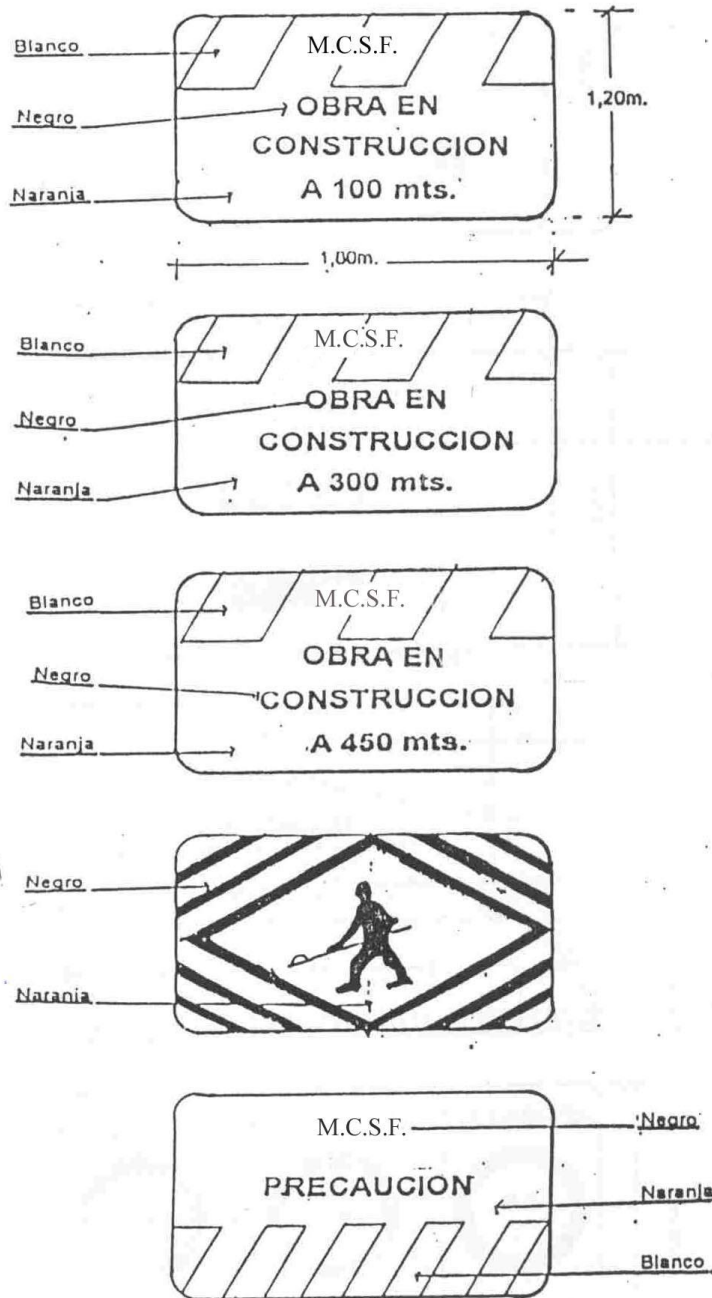 Blanco
M.C.S.F.
Negro
OBRA EN
CONSTRUCCION
A 100 mts.
Naranja
1,20m.
1,80m.
Blanco
M.C.S.F.
Negro
OBRA EN
CONSTRUCCION
A 300 mts.
Naranja
Blanco
M.C.S.F.
Negro
OBRA EN
CONSTRUCCION
A 450 mts.
Naranja
Negro
Naranja
M.C.S.F.
Negro
PRECAUCION
Naranja
Blanco